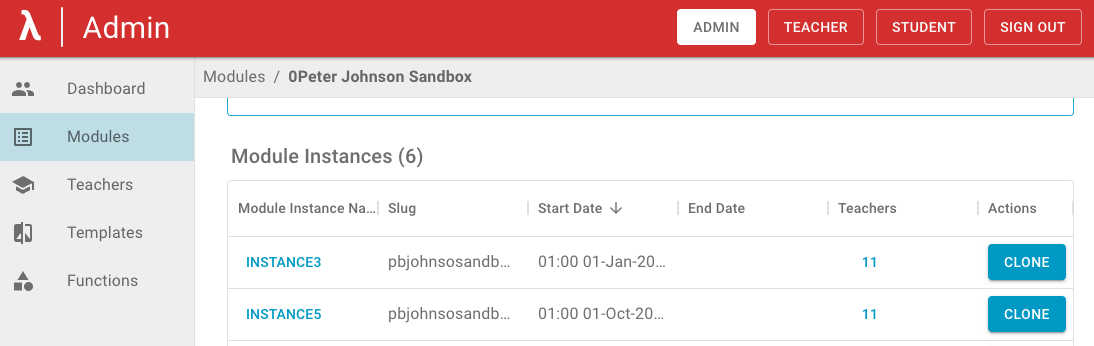 λ Admin ADMIN TEACHER STUDENT SIGN OUT
Modules / 0Peter Johnson Sandbox
Dashboard
Modules
Teachers
Templates
Functions
Module Instances (6)
Module Instance Na... Slug Start Date ↓ End Date Teachers Actions
INSTANCE3 pbjohnsosandb... 01:00 01-Jan-20... 11 CLONE
INSTANCE5 pbjohnsosandb... 01:00 01-Oct-20... 11 CLONE